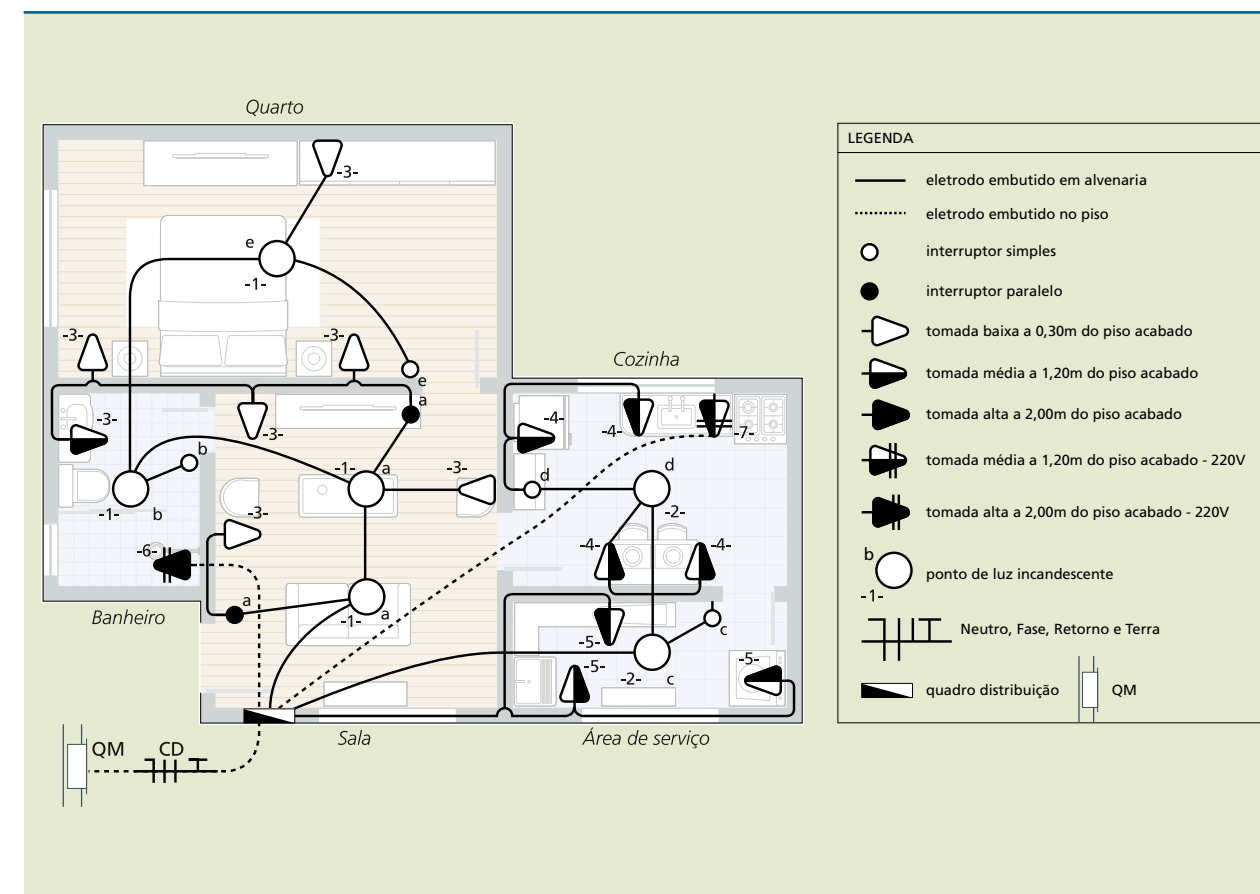 Quarto
-3-
e
-1-
-3-
-3-
e
a
Cozinha
-3-
-3-
-4-
-4-
-7-
b
-1-
a
-3-
d
d
-1-
b
-2-
-3-
-6-
-4-
-4-
a
a
-1-
c
Banheiro
-5-
-5-
-2-
c
-5-
Sala
Área de serviço
QM
CD
LEGENDA
eletrodo embutido em alvenaria
eletrodo embutido no piso
interruptor simples
interruptor paralelo
tomada baixa a 0,30m do piso acabado
tomada média a 1,20m do piso acabado
tomada alta a 2,00m do piso acabado
tomada média a 1,20m do piso acabado - 220V
tomada alta a 2,00m do piso acabado - 220V
b
-1-
ponto de luz incandescente
Neutro, Fase, Retorno e Terra
quadro distribuição
QM